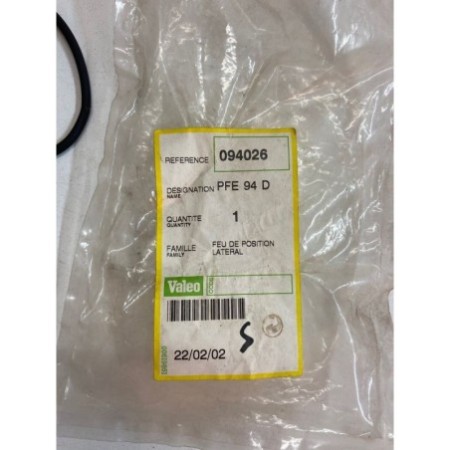 REFERENCE 094026
DESIGNATION PFE 94 D
NAME
QUANTITE 1
QUANTITY
FAMILLE FEU DE POSITION
FAMILY LATERAL
Valeo
22/02/02 S